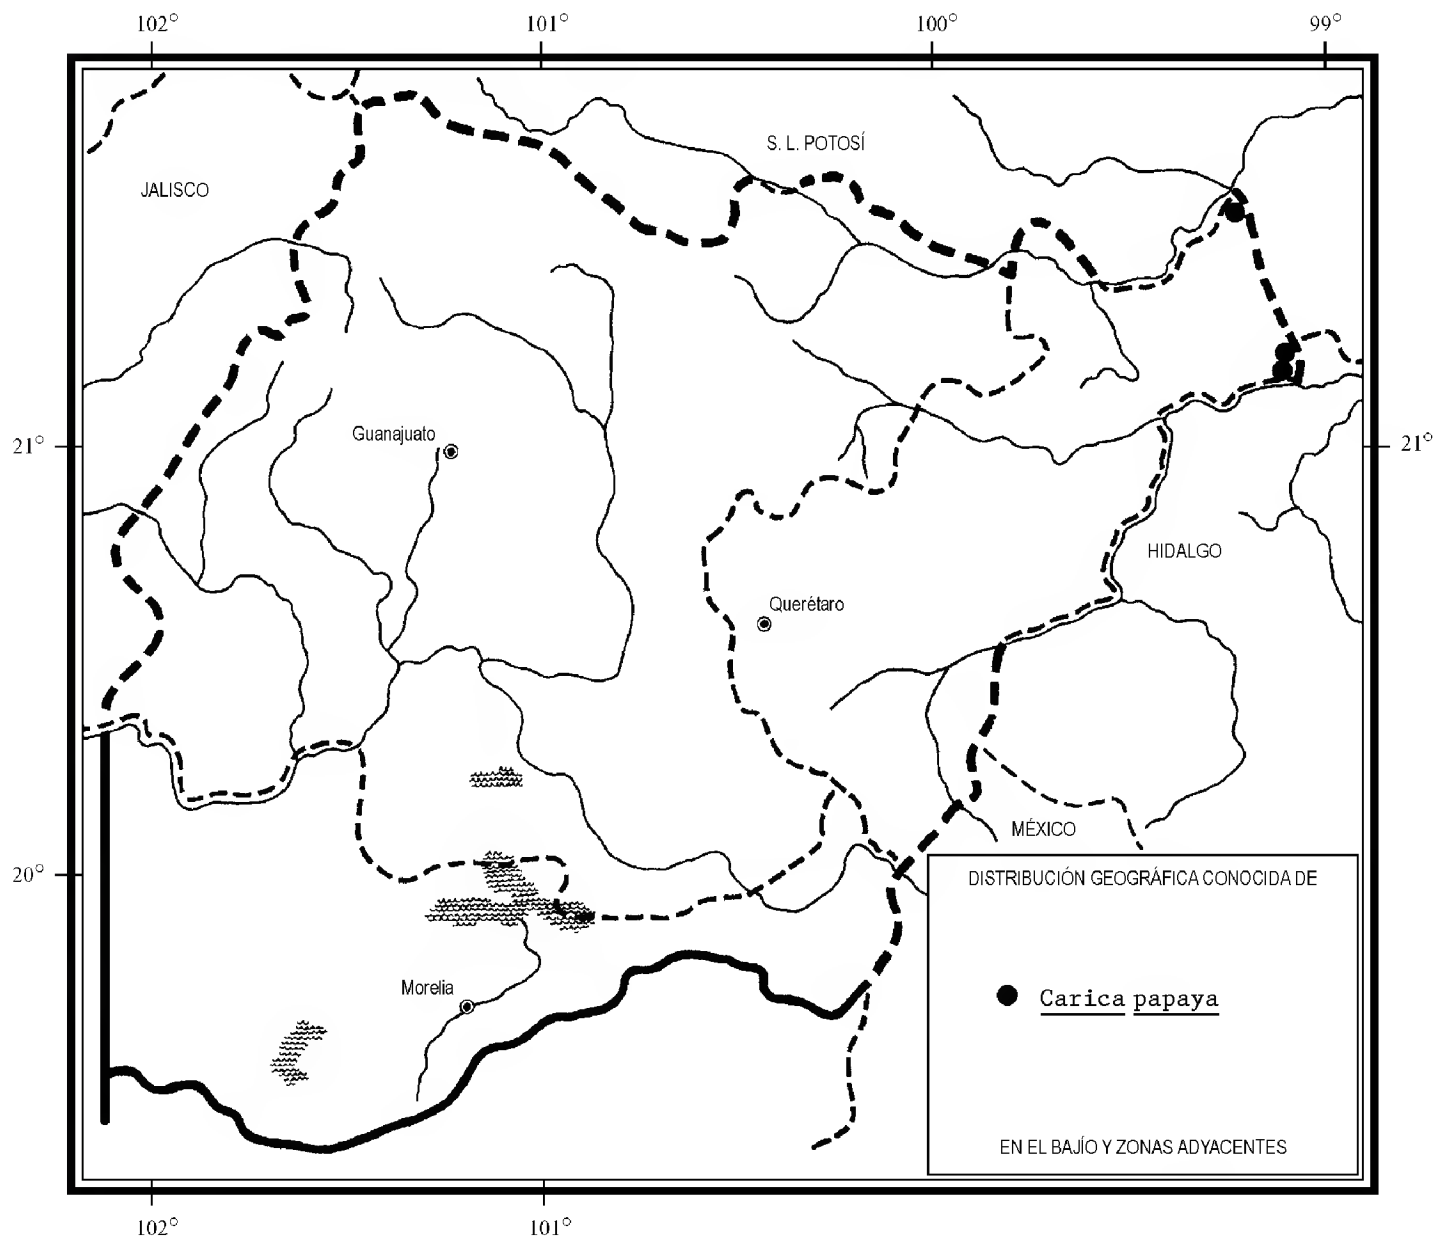 102° 101° 100° 99°
S. L. POTOSÍ
JALISCO
Guanajuato
21° 21°
HIDALGO
Querétaro
MÉXICO
20°
DISTRIBUCIÓN GEOGRÁFICA CONOCIDA DE
Morelia
Carica papaya
EN EL BAJÍO Y ZONAS ADYACENTES
102° 101°